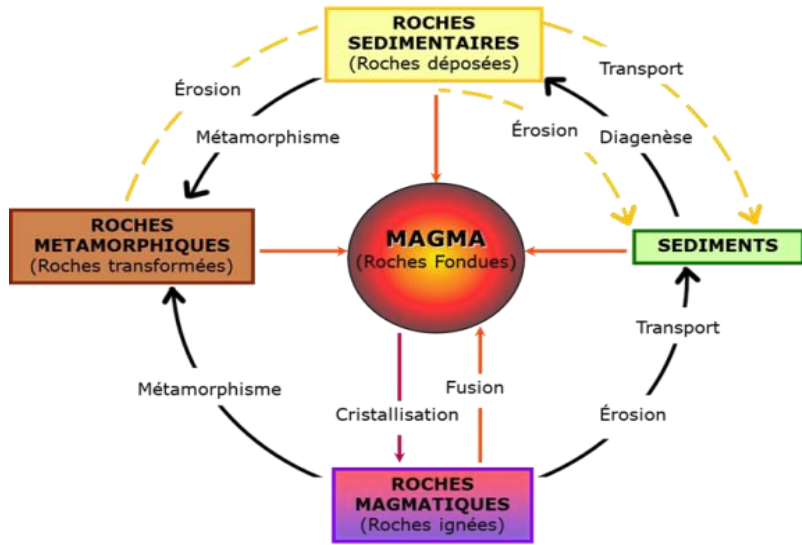 ROCHES
SEDIMENTAIRES
(Roches déposées)
Transport
Érosion
Métamorphisme
Érosion
Diagenèse
ROCHES
METAMORPHIQUES
(Roches transformées)
MAGMA
(Roches Fondues)
SEDIMENTS
Transport
Métamorphisme
Fusion
Cristallisation
Érosion
ROCHES
MAGMATIQUES
(Roches ignées)